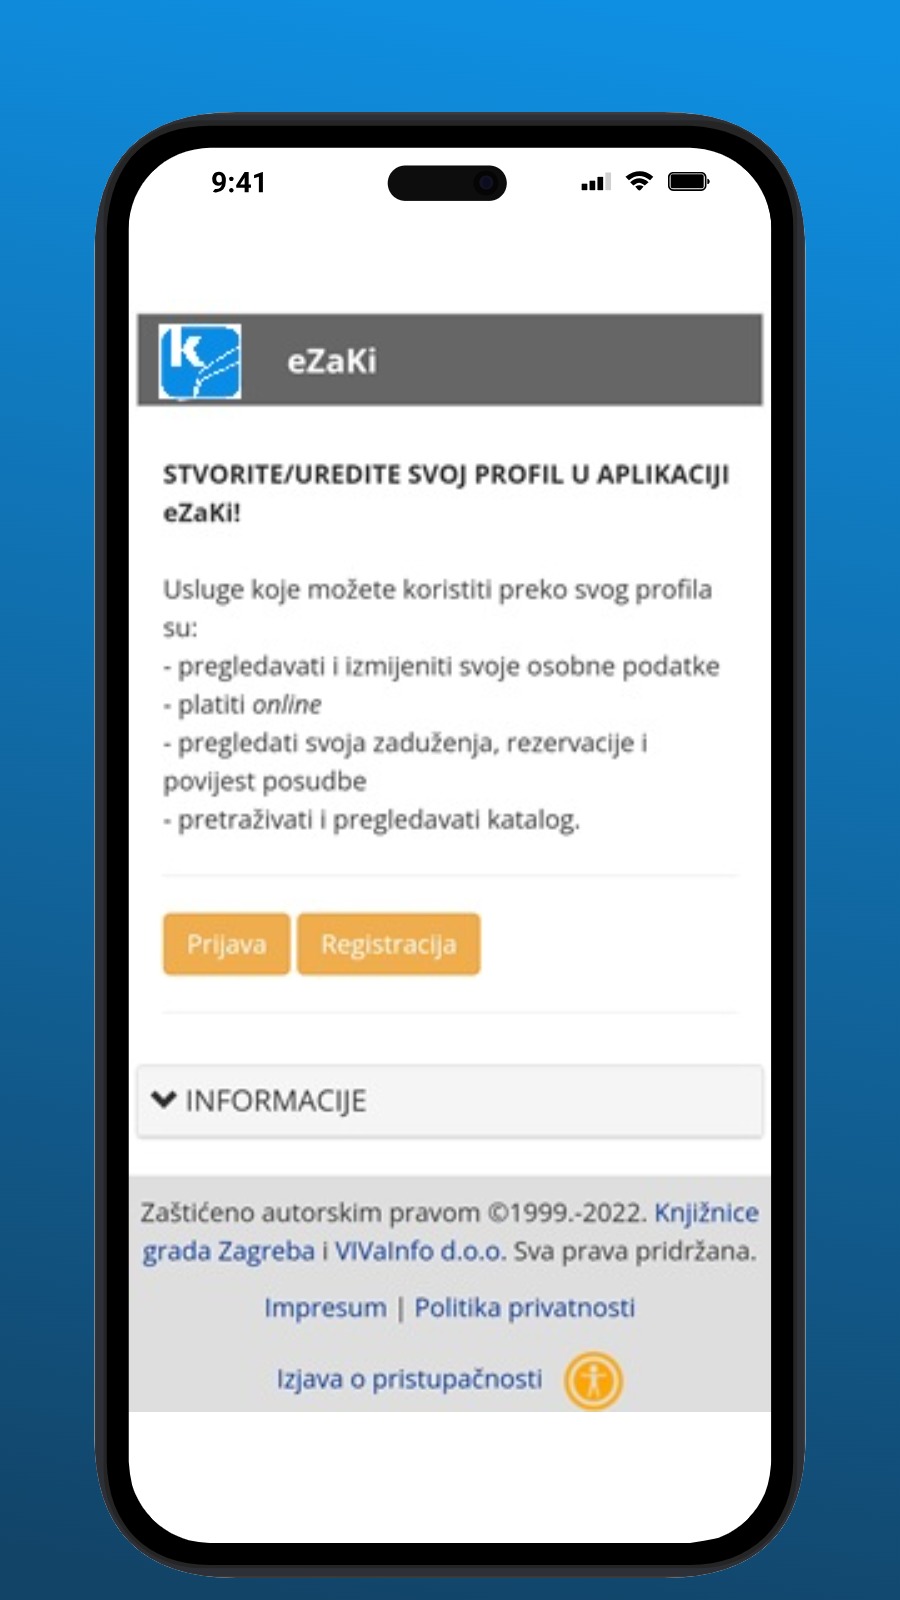 9:41
k
eZaKi
STVORITE/UREDITE SVOJ PROFIL U APLIKACIJI
eZaKi!
Usluge koje možete koristiti preko svog profila
su:
- pregledavati i izmijeniti svoje osobne podatke
- platiti online
- pregledati svoja zaduženja, rezervacije i
povijest posudbe
- pretraživati i pregledavati katalog.
Prijava Registracija
INFORMACIJE
Zaštićeno autorskim pravom ©1999.-2022. Knjižnice
grada Zagreba i VIVaInfo d.o.o. Sva prava pridržana.
Impresum | Politika privatnosti
Izjava o pristupačnosti